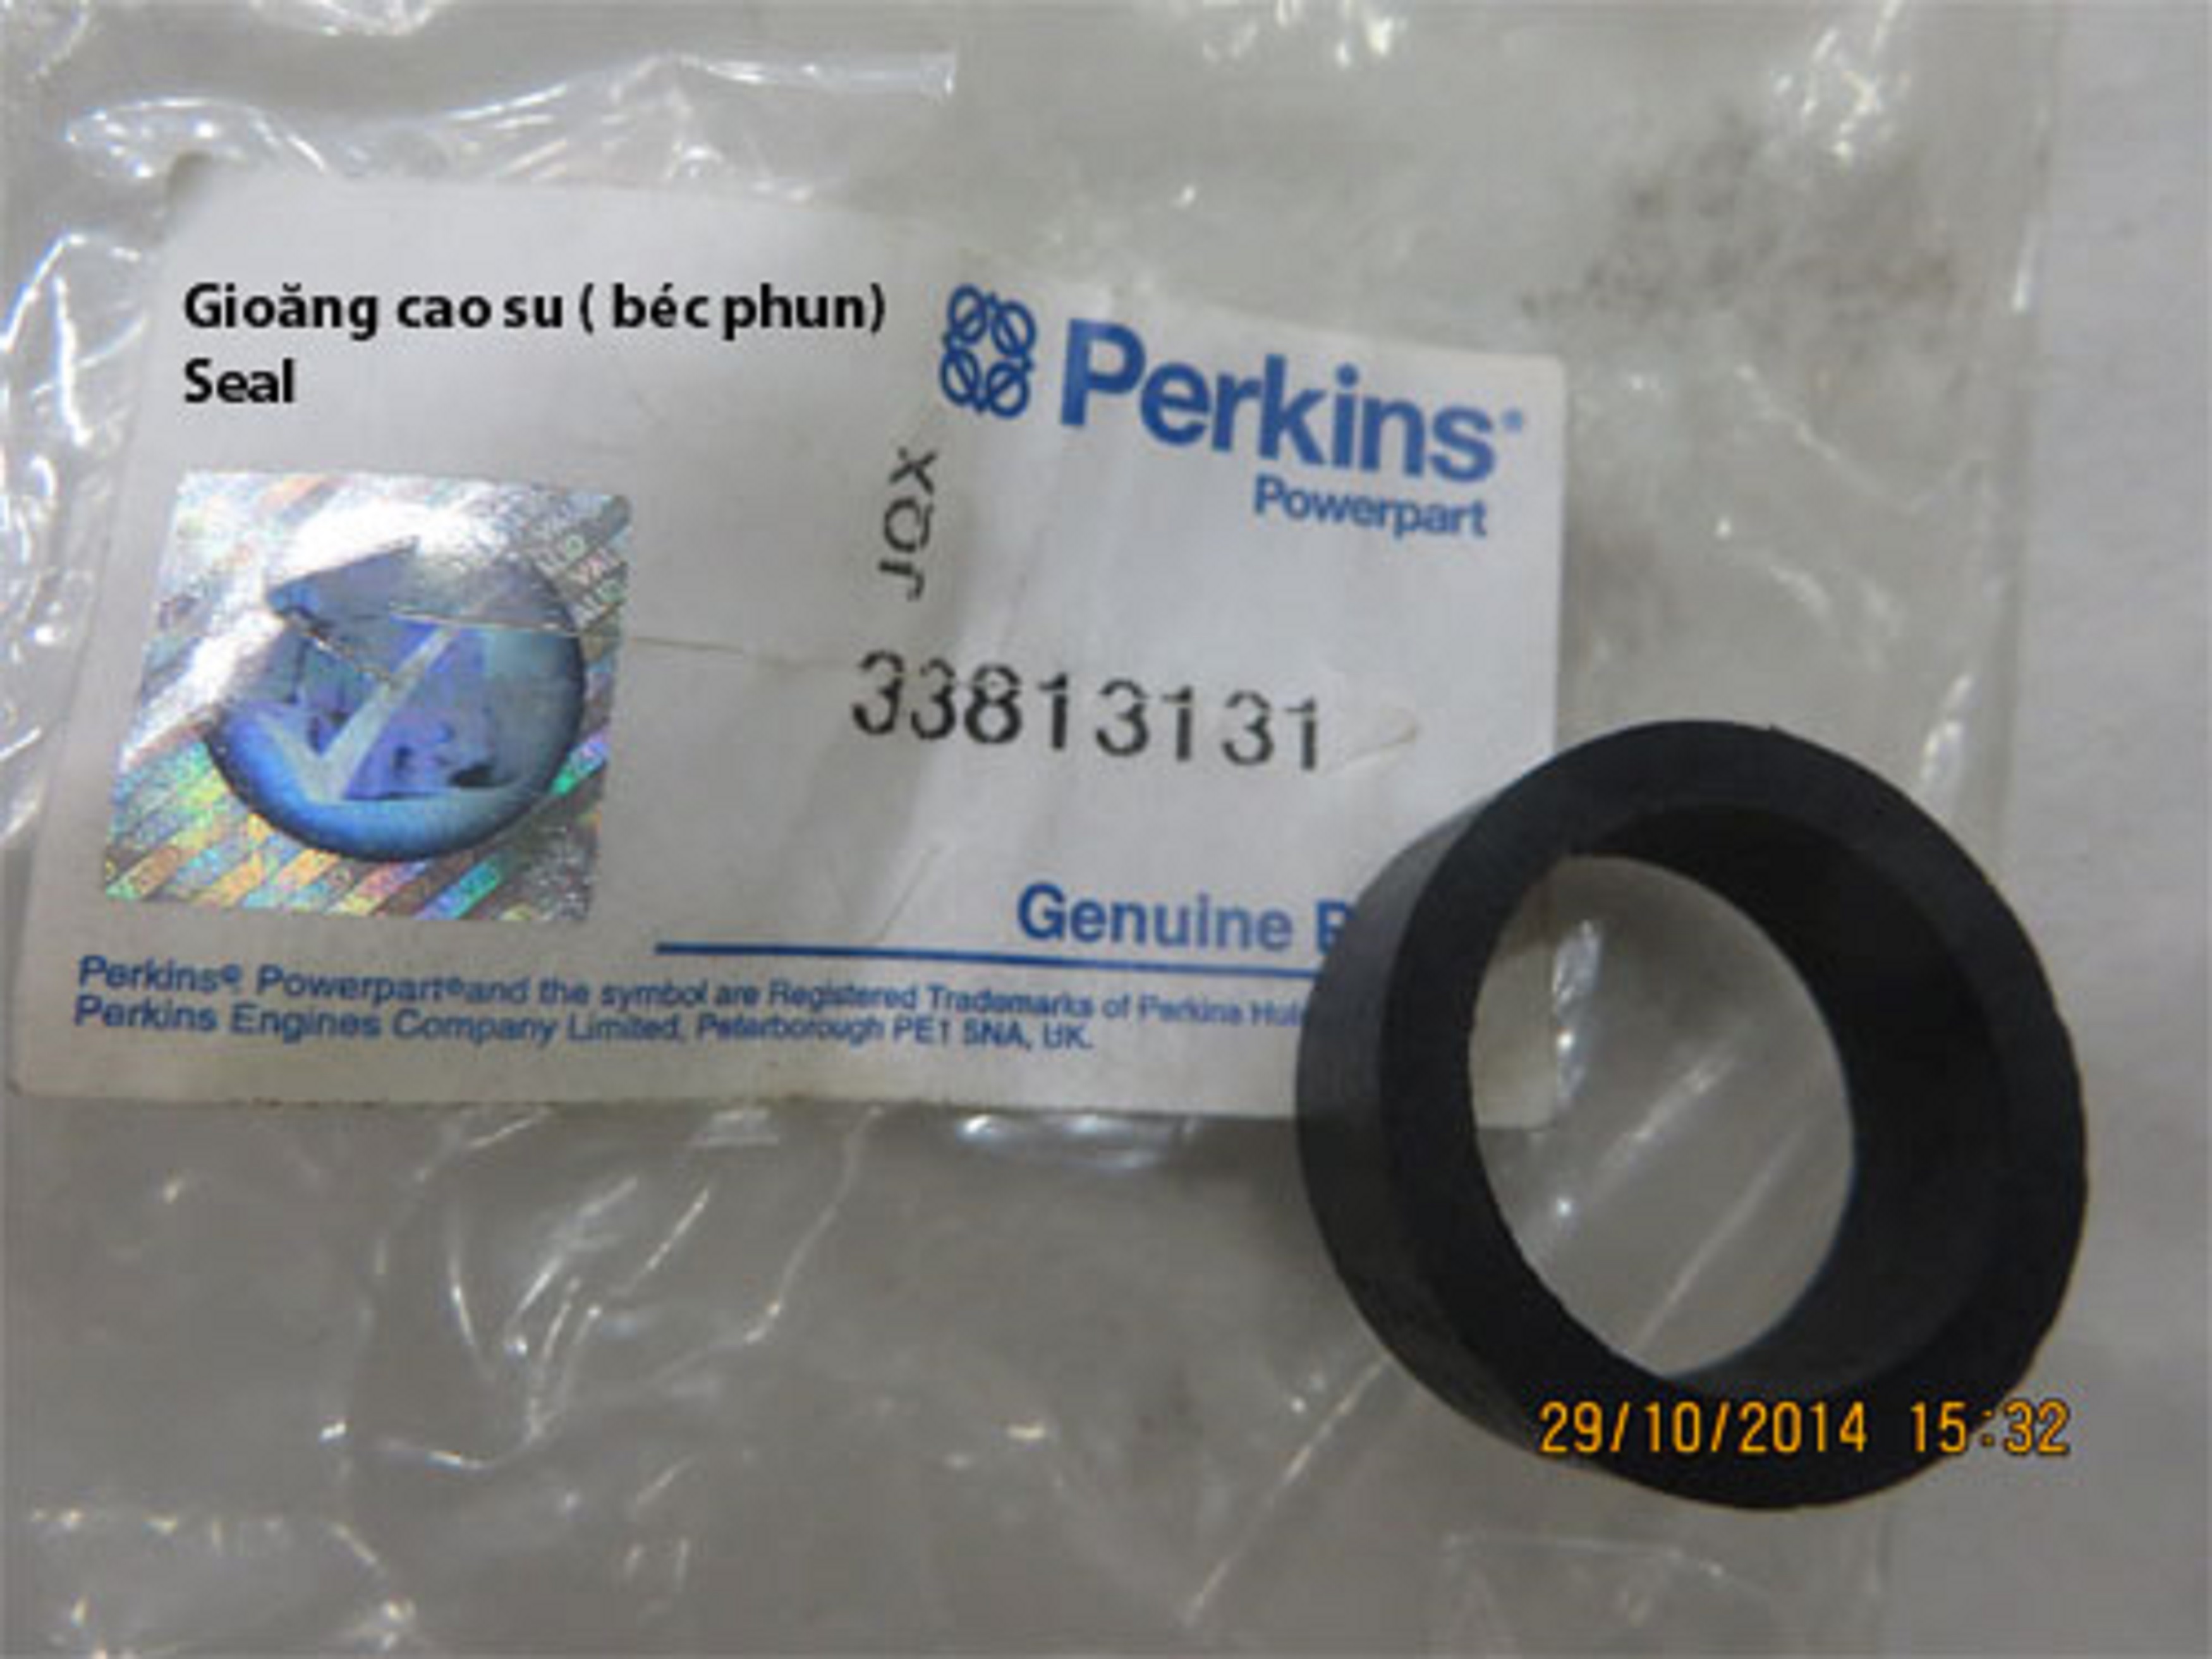 Gioăng cao su ( béc phun)
Seal
Perkins
Powerpart
JQX
33813131
Genuine
Perkins® Powerpart® and the symbol are Registered Trademarks of Perkins
Perkins Engines Company Limited, Peterborough PE1 5NA, UK.
29/10/2014 15:32